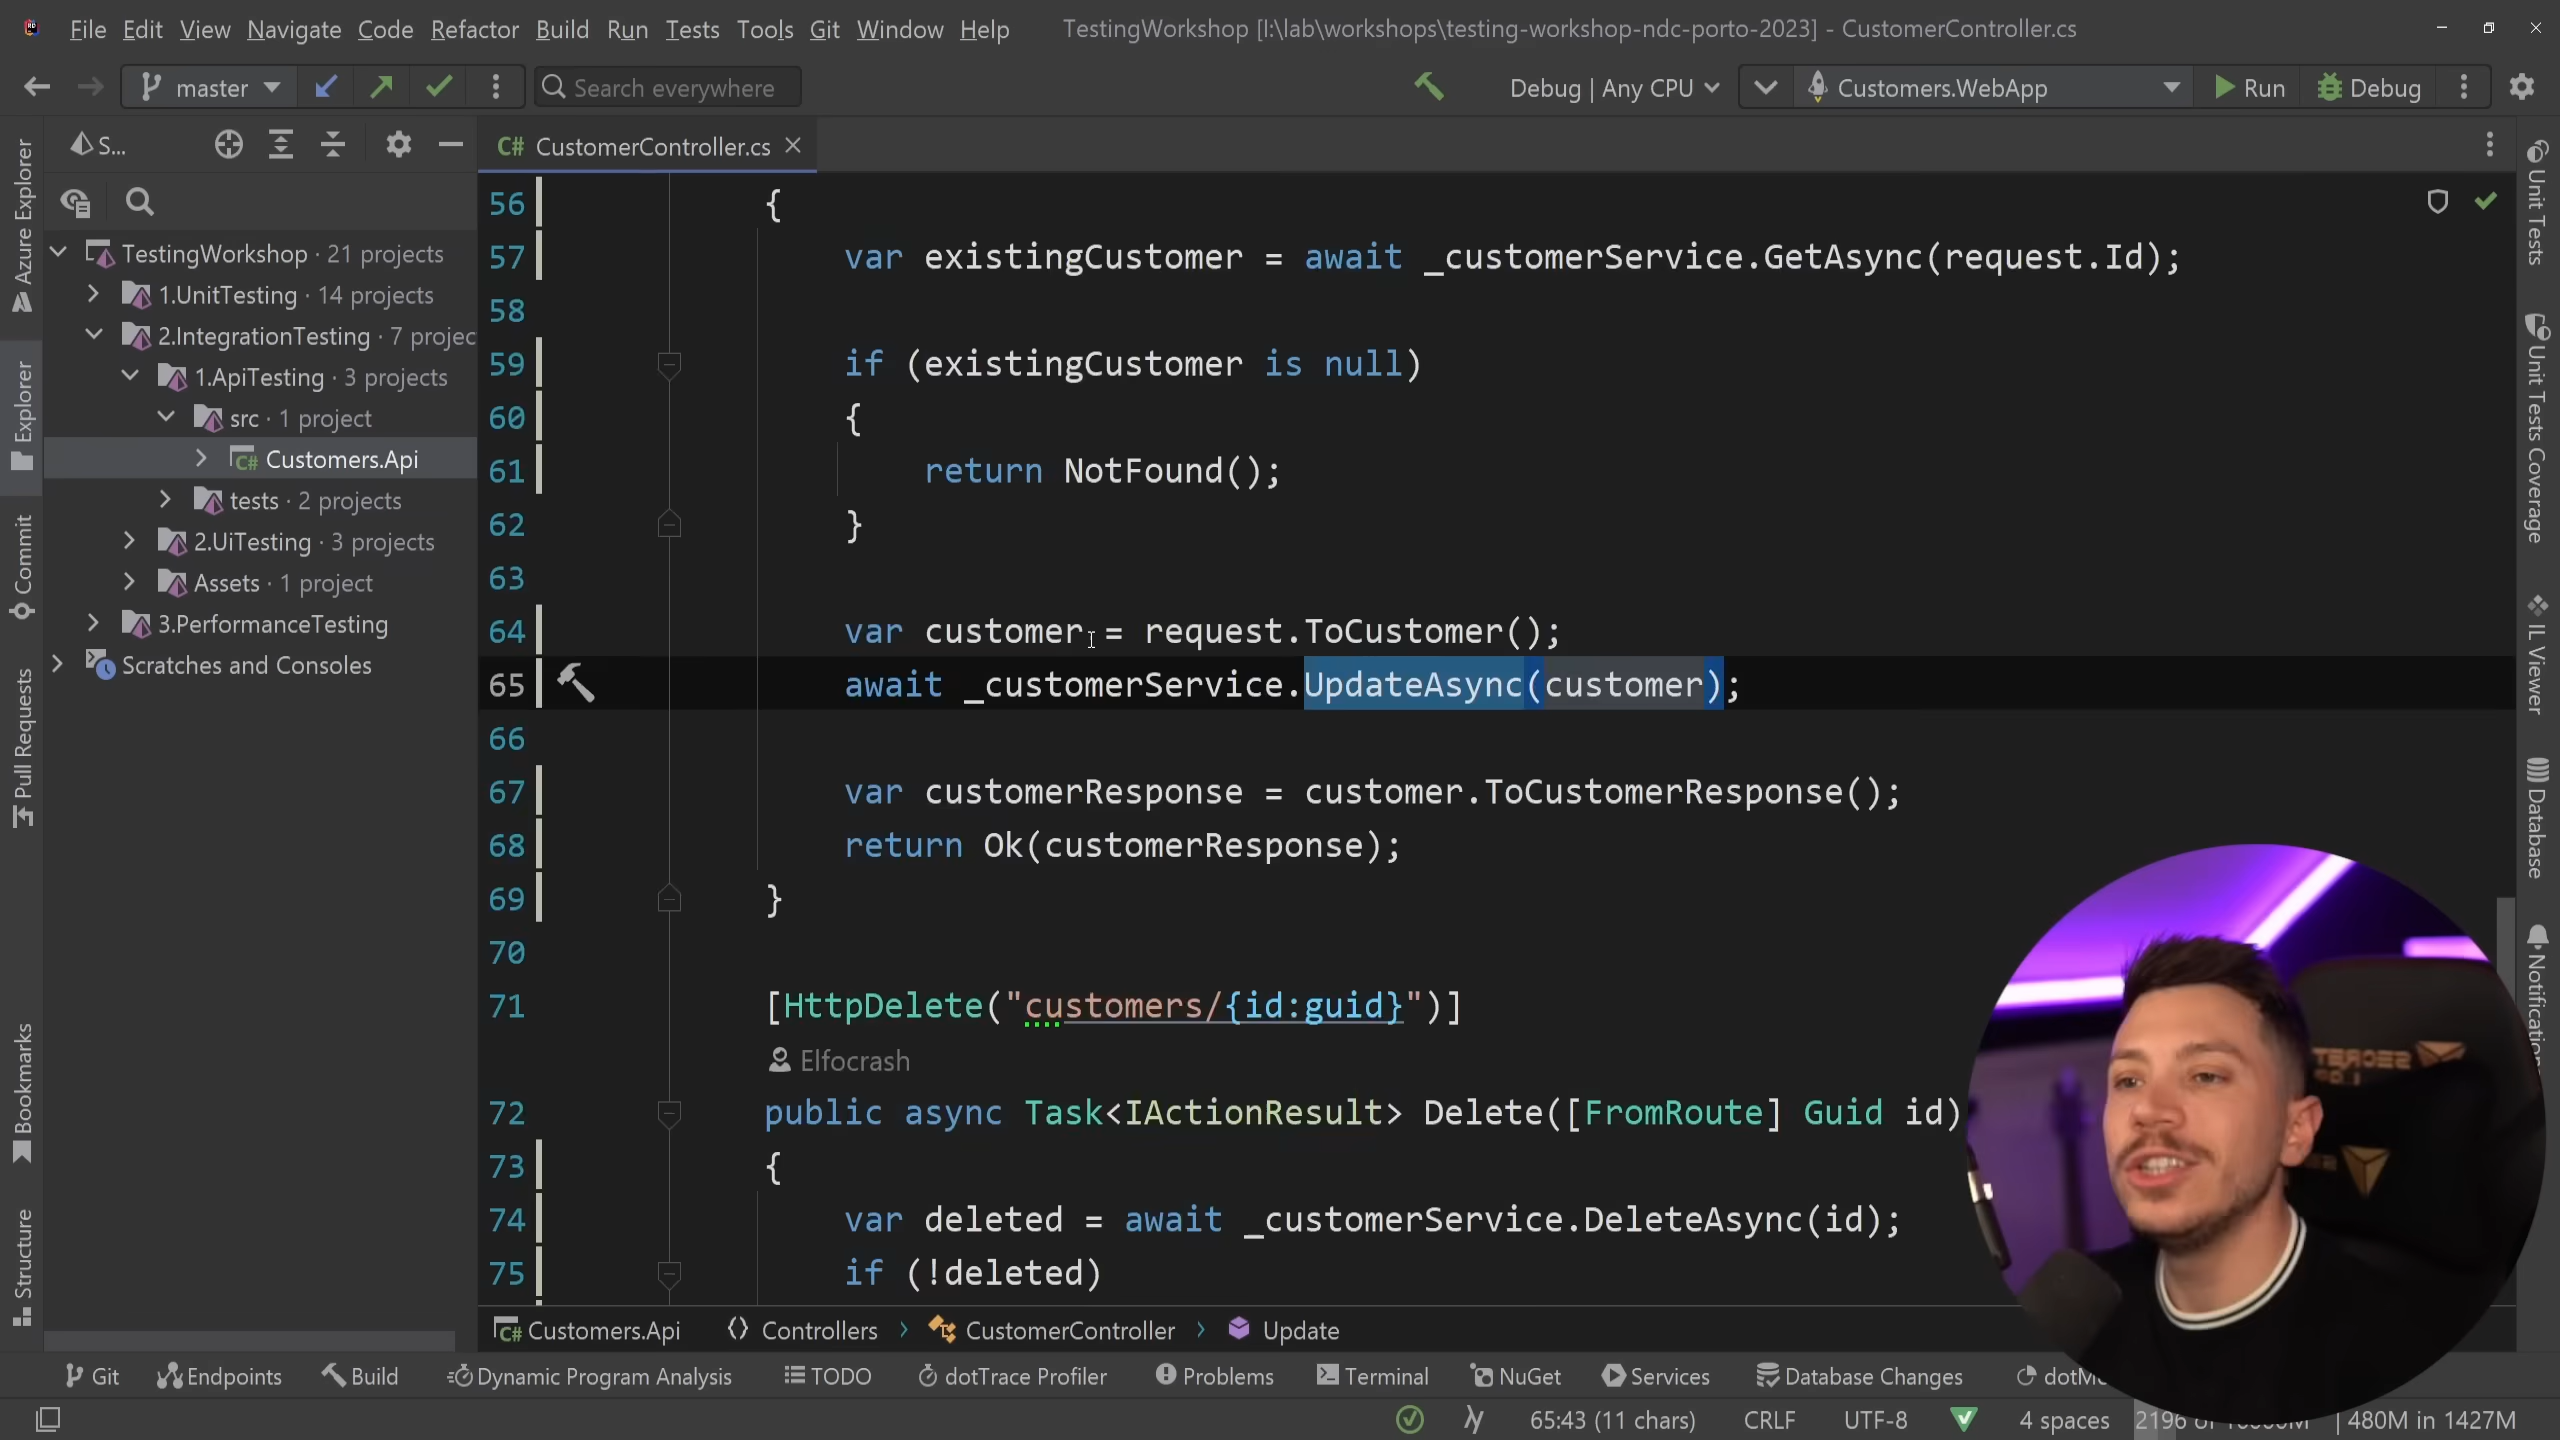 File Edit View Navigate Code Refactor Build Run Tests Tools Git Window Help TestingWorkshop [I:\lab\workshops\testing-workshop-ndc-porto-2023] - CustomerController.cs
master Search everywhere Debug | Any CPU Customers.WebApp Run Debug
S... C# CustomerController.cs
TestingWorkshop · 21 projects
1.UnitTesting · 14 projects
2.IntegrationTesting · 7 projec
1.ApiTesting · 3 projects
src · 1 project
C# Customers.Api
tests · 2 projects
2.UiTesting · 3 projects
Assets · 1 project
3.PerformanceTesting
Scratches and Consoles
Azure Explorer
Explorer
Commit
Pull Requests
Bookmarks
Structure
56 {
57 var existingCustomer = await _customerService.GetAsync(request.Id);
58
59 if (existingCustomer is null)
60 {
61 return NotFound();
62 }
63
64 var customer = request.ToCustomer();
65 await _customerService.UpdateAsync(customer);
66
67 var customerResponse = customer.ToCustomerResponse();
68 return Ok(customerResponse);
69 }
70
71 [HttpDelete("customers/{id:guid}")]
Elfocrash
72 public async Task<IActionResult> Delete([FromRoute] Guid id)
73 {
74 var deleted = await _customerService.DeleteAsync(id);
75 if (!deleted)
Unit Tests
Unit Tests Coverage
IL Viewer
Database
Notification
C# Customers.Api Controllers CustomerController Update
Git Endpoints Build Dynamic Program Analysis TODO dotTrace Profiler Problems Terminal NuGet Services Database Changes
65:43 (11 chars) CRLF UTF-8 4 spaces 480M in 1427M